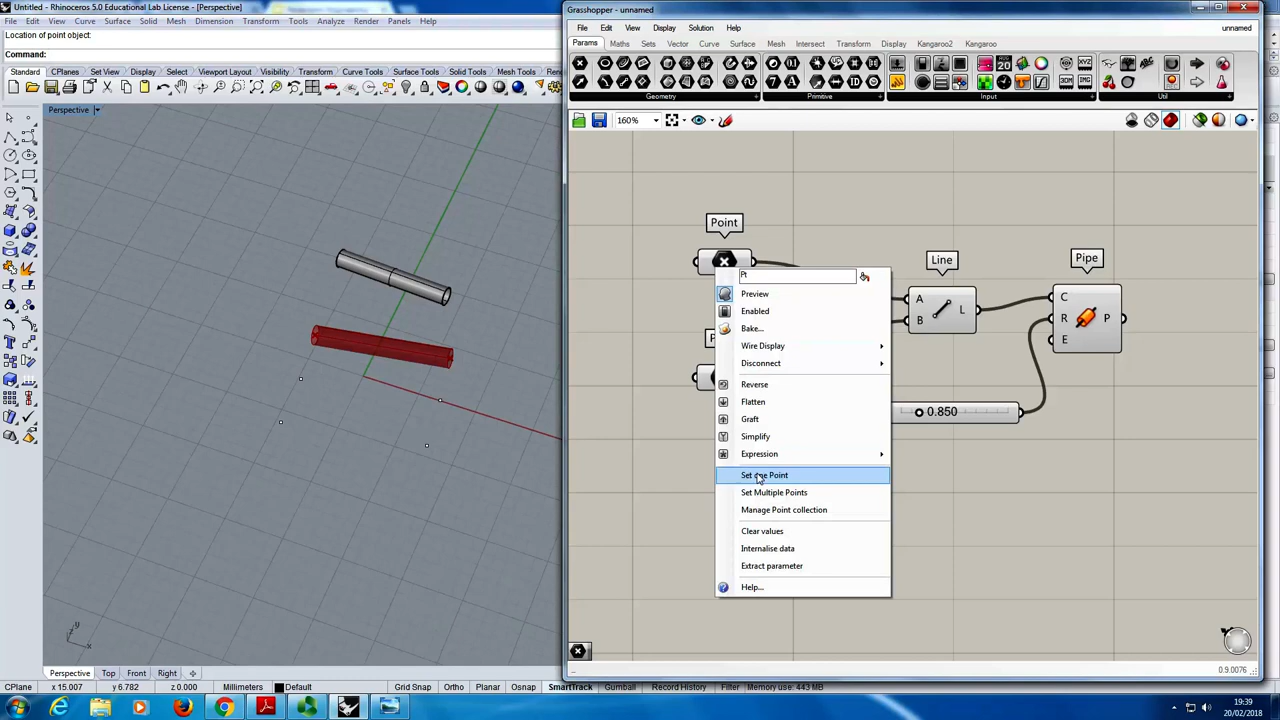 Untitled - Rhinoceros 5.0 Educational Lab License - [Perspective]
File Edit View Curve Surface Solid Mesh Dimension Transform Tools Analyze Render Panels Help
Location of point object:
Command:
Standard CPlanes Set View Display Select Viewport Layout Visibility Transform Curve Tools Surface Tools Solid Tools Mesh Tools
Perspective
y
x
Perspective Top Front Right
CPlane x 15.007 y 6.782 z 0.000 Millimeters Default Grid Snap Ortho Planar Osnap SmartTrack Gumball Record History Filter Memory use: 443 MB
Grasshopper - unnamed
File Edit View Display Solution Help unnamed
Params Maths Sets Vector Curve Surface Mesh Intersect Transform Display Kangaroo2 Kangaroo
Geometry Primitive Input Util
160%
Point
Line
Pipe
A
B
L
C
R
E
P
0.850
Pt
Preview
Enabled
Bake...
Wire Display
Disconnect
Reverse
Flatten
Graft
Simplify
Expression
Set one Point
Set Multiple Points
Manage Point collection
Clear values
Internalise data
Extract parameter
Help...
0.9.0076
19:39
20/02/2018